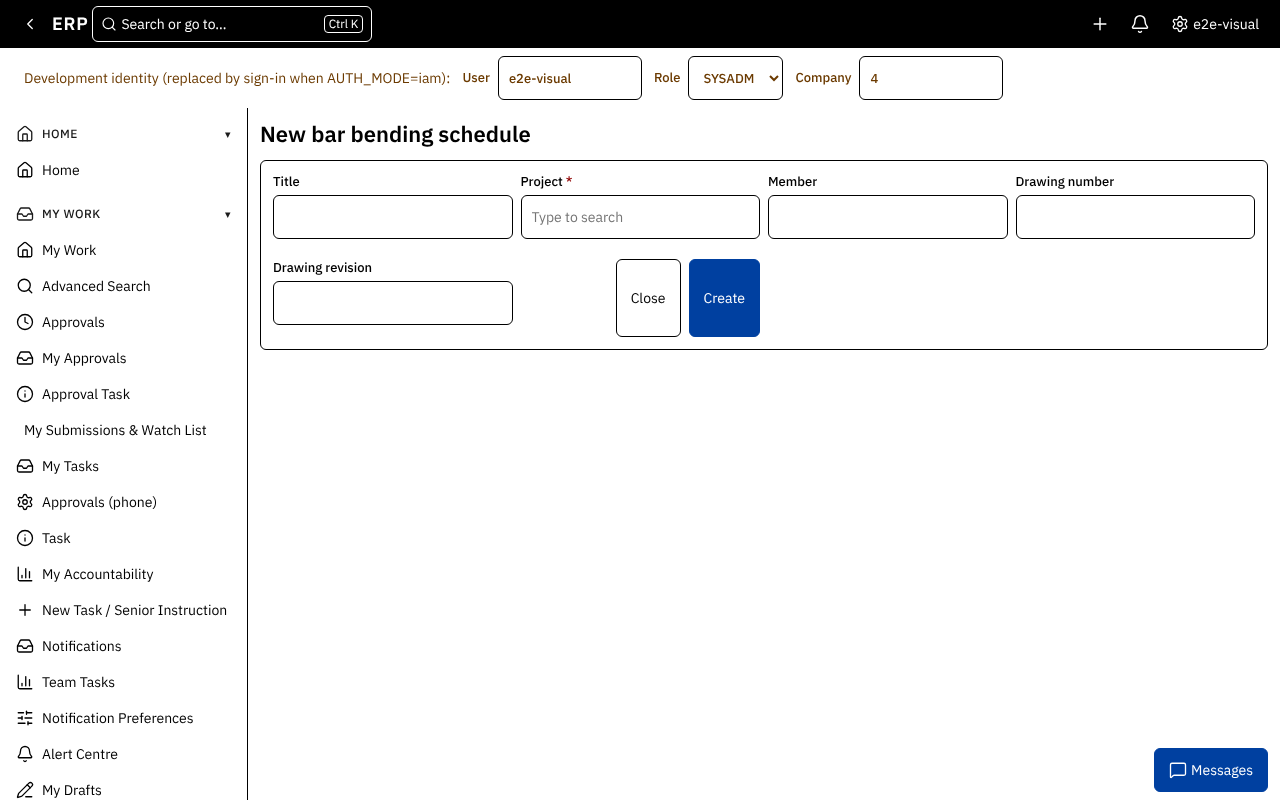 ERP
Search or go to...
Ctrl K
e2e-visual
Development identity (replaced by sign-in when AUTH_MODE=iam):
User
e2e-visual
Role
SYSADM
Company
4
HOME
Home
MY WORK
My Work
Advanced Search
Approvals
My Approvals
Approval Task
My Submissions & Watch List
My Tasks
Approvals (phone)
Task
My Accountability
New Task / Senior Instruction
Notifications
Team Tasks
Notification Preferences
Alert Centre
My Drafts
New bar bending schedule
Title
Project *
Member
Drawing number
Type to search
Drawing revision
Close
Create
Messages